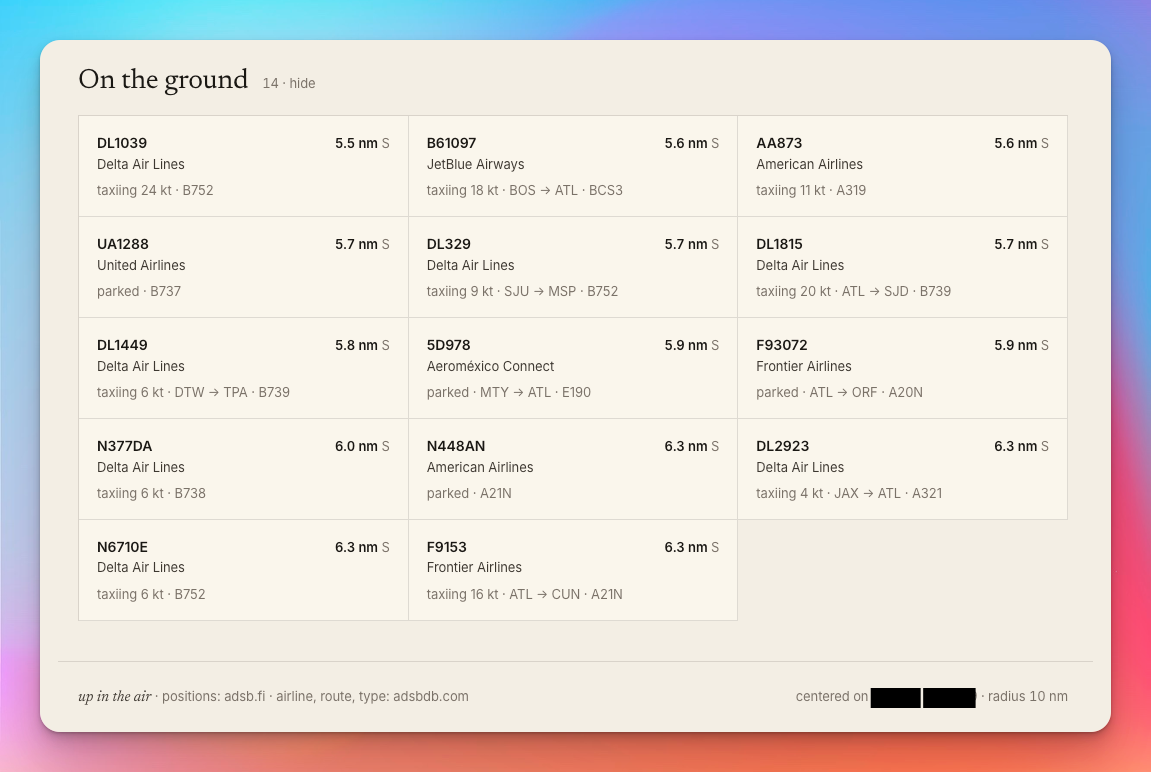 On the ground 14 · hide
DL1039 5.5 nm S
Delta Air Lines
taxiing 24 kt · B752
B61097 5.6 nm S
JetBlue Airways
taxiing 18 kt · BOS → ATL · BCS3
AA873 5.6 nm S
American Airlines
taxiing 11 kt · A319
UA1288 5.7 nm S
United Airlines
parked · B737
DL329 5.7 nm S
Delta Air Lines
taxiing 9 kt · SJU → MSP · B752
DL1815 5.7 nm S
Delta Air Lines
taxiing 20 kt · ATL → SJD · B739
DL1449 5.8 nm S
Delta Air Lines
taxiing 6 kt · DTW → TPA · B739
5D978 5.9 nm S
Aeroméxico Connect
parked · MTY → ATL · E190
F93072 5.9 nm S
Frontier Airlines
parked · ATL → ORF · A20N
N377DA 6.0 nm S
Delta Air Lines
taxiing 6 kt · B738
N448AN 6.3 nm S
American Airlines
parked · A21N
DL2923 6.3 nm S
Delta Air Lines
taxiing 4 kt · JAX → ATL · A321
N6710E 6.3 nm S
Delta Air Lines
taxiing 6 kt · B752
F9153 6.3 nm S
Frontier Airlines
taxiing 16 kt · ATL → CUN · A21N
up in the air · positions: adsb.fi · airline, route, type: adsbdb.com
centered on · radius 10 nm